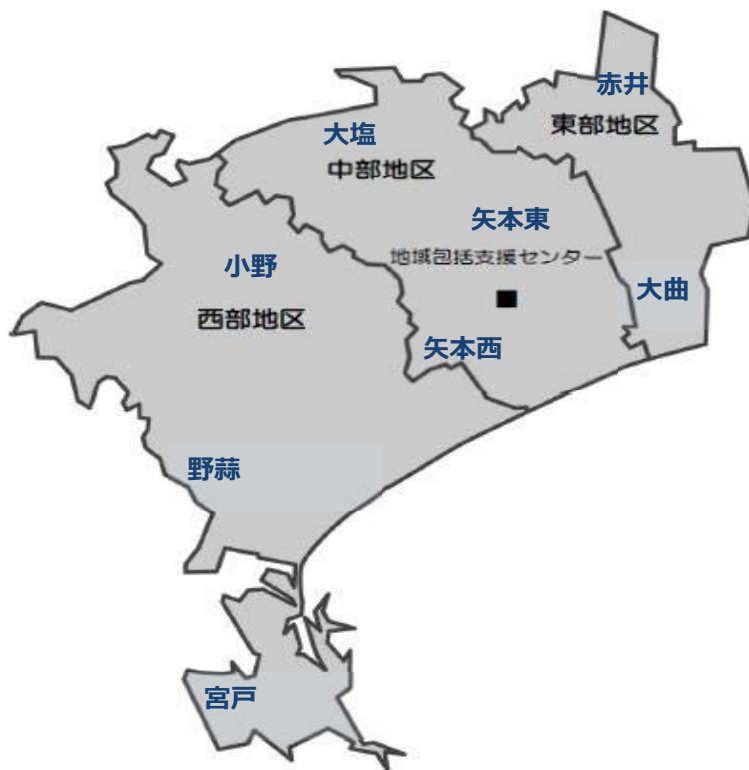 赤井
東部地区
大塩
中部地区
矢本東
地域包括支援センター
小野
西部地区
大曲
矢本西
野蒜
宮戸